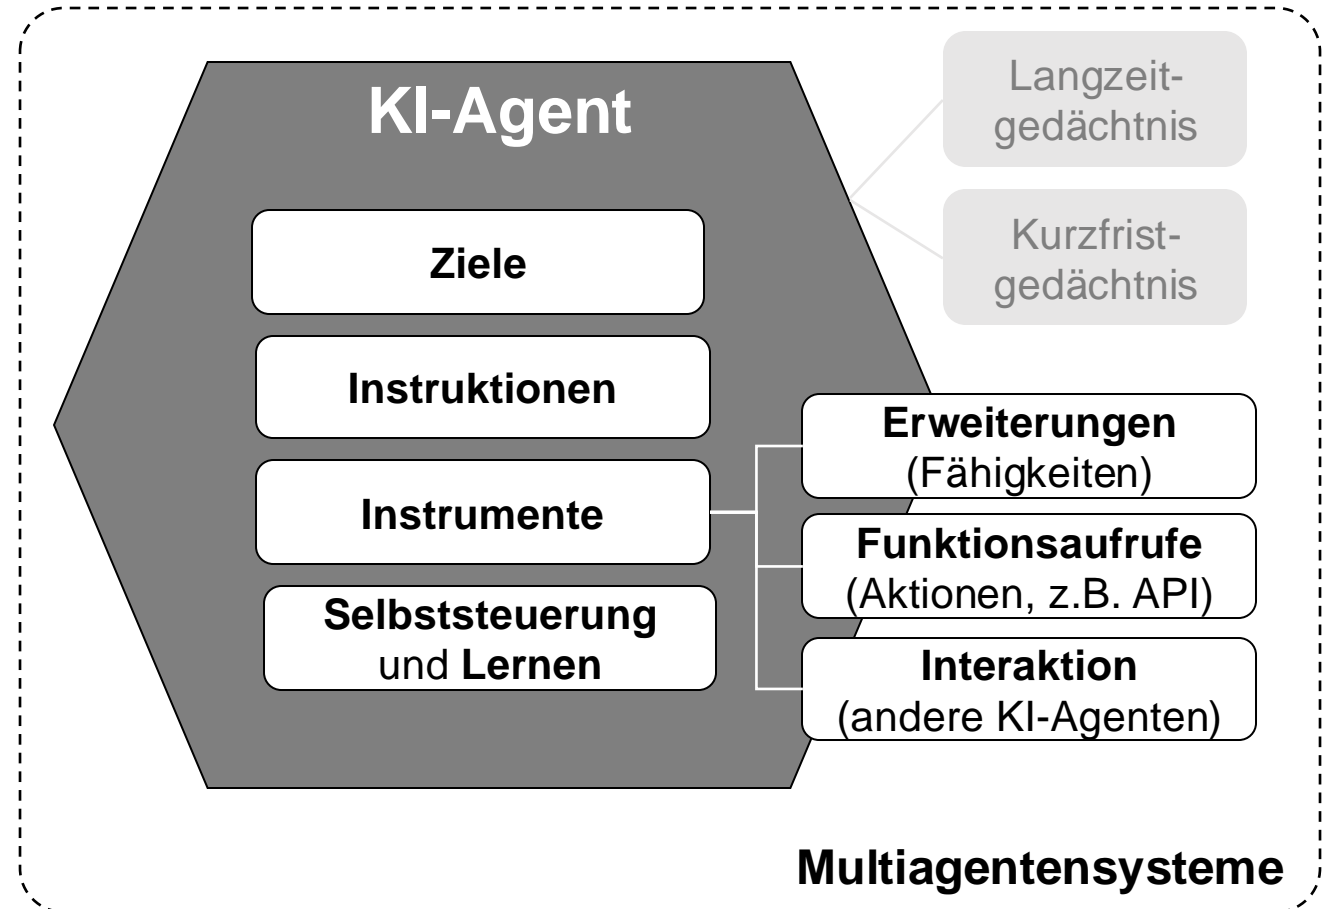 KI-Agent
Langzeit-
gedächtnis
Kurzfrist-
gedächtnis
Ziele
Instruktionen
Instrumente
Selbststeuerung
und Lernen
Erweiterungen
(Fähigkeiten)
Funktionsaufrufe
(Aktionen, z.B. API)
Interaktion
(andere KI-Agenten)
Multiagentensysteme